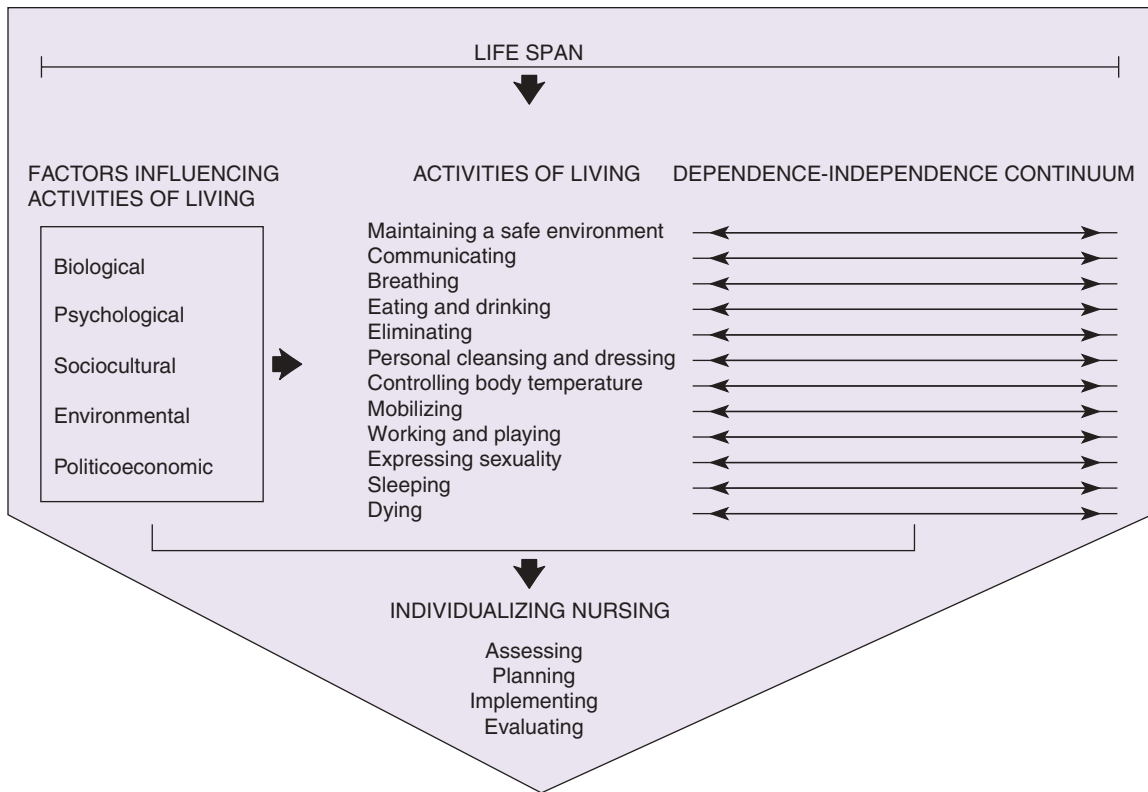 LIFE SPAN
FACTORS INFLUENCING
ACTIVITIES OF LIVING
Biological
Psychological
Sociocultural
Environmental
Politicoeconomic
ACTIVITIES OF LIVING
Maintaining a safe environment
Communicating
Breathing
Eating and drinking
Eliminating
Personal cleansing and dressing
Controlling body temperature
Mobilizing
Working and playing
Expressing sexuality
Sleeping
Dying
DEPENDENCE-INDEPENDENCE CONTINUUM
INDIVIDUALIZING NURSING
Assessing
Planning
Implementing
Evaluating